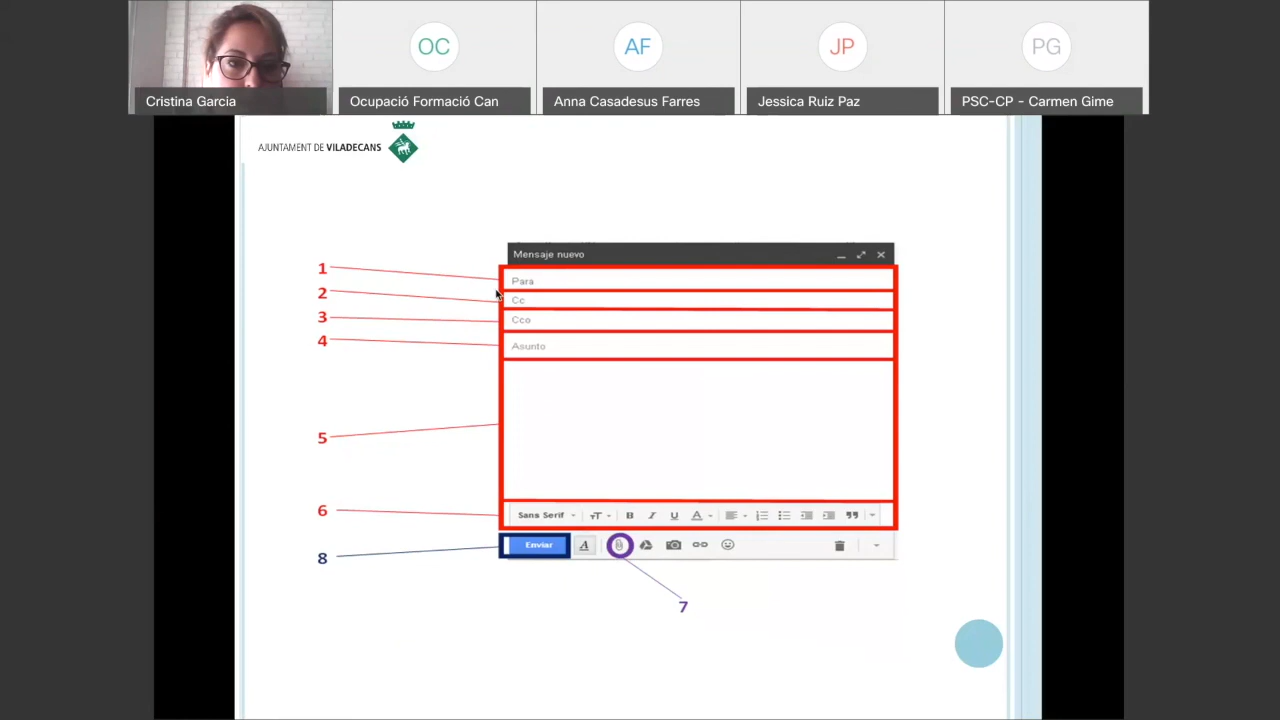 OC
AF
JP
PG
Cristina Garcia
Ocupació Formació Can
Anna Casadesus Farres
Jessica Ruiz Paz
PSC-CP - Carmen Gime
AJUNTAMENT DE VILADECANS
Mensaje nuevo
1
Para
2
Cc
3
Cco
4
Asunto
5
6
Sans Serif
TT
B
I
U
A
8
Enviar
A
7